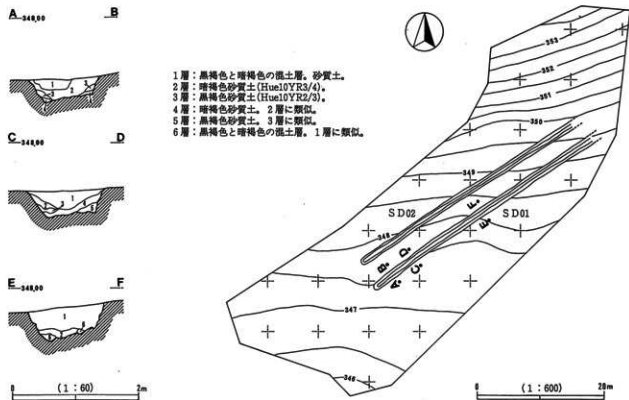 A B
348.00
1 2 3
C D
348.00
1
E F
348.00
1
0 (1:60) 2m
1層:黒褐色と暗褐色の混土層。砂質土。
2層:暗褐色砂質土(Hue10YR3/4)。
3層:黒褐色砂質土(Hue10YR2/3)。
4層:暗褐色砂質土。2層に類似。
5層:黒褐色砂質土。3層に類似。
6層:黒褐色と暗褐色の混土層。1層に類似。
353
352
351
350
349
SD02 F. SD01
E.
348
B. D.
A. C.
347
346
0 (1:600) 20m